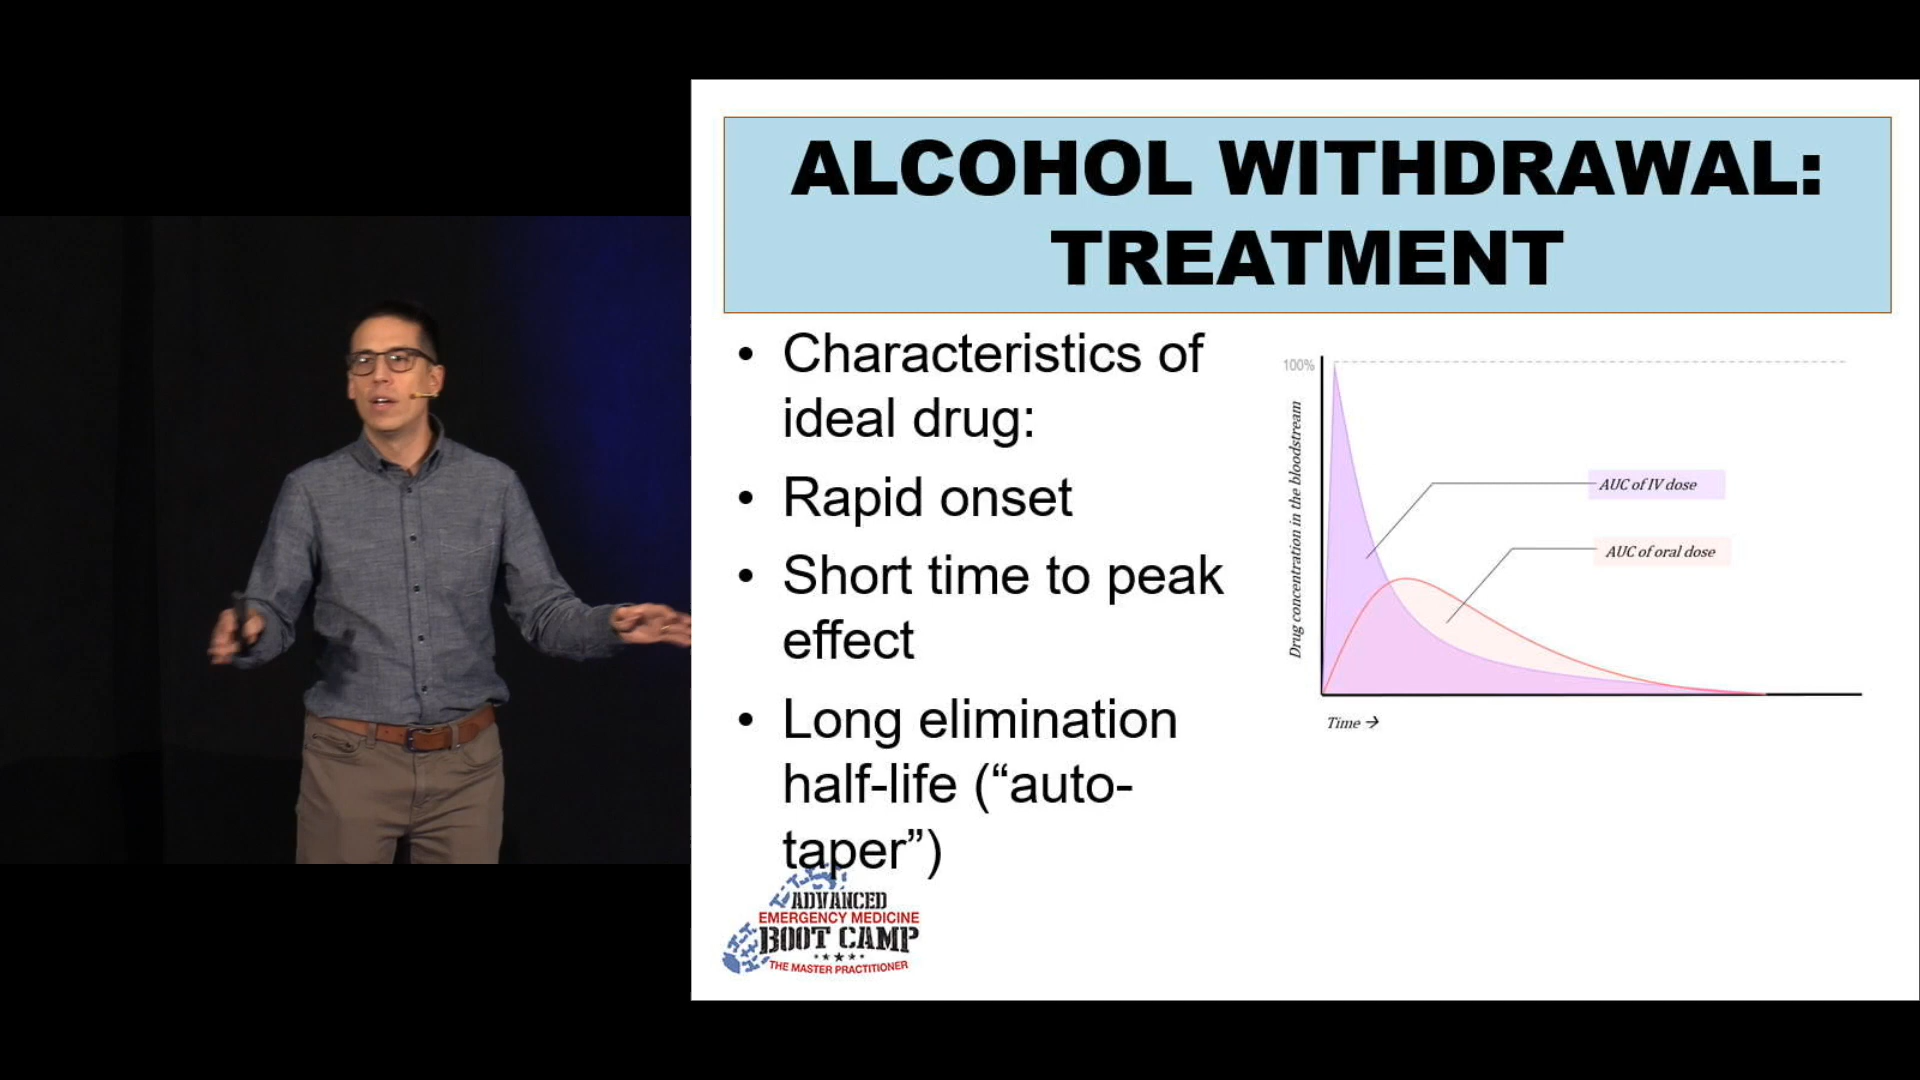 ALCOHOL WITHDRAWAL:
TREATMENT
• Characteristics of
ideal drug:
• Rapid onset
• Short time to peak
effect
• Long elimination
half-life (“auto-
taper”)
100%
Drug concentration in the bloodstream
AUC of IV dose
AUC of oral dose
Time →
ADVANCED
EMERGENCY MEDICINE
BOOT CAMP
THE MASTER PRACTITIONER